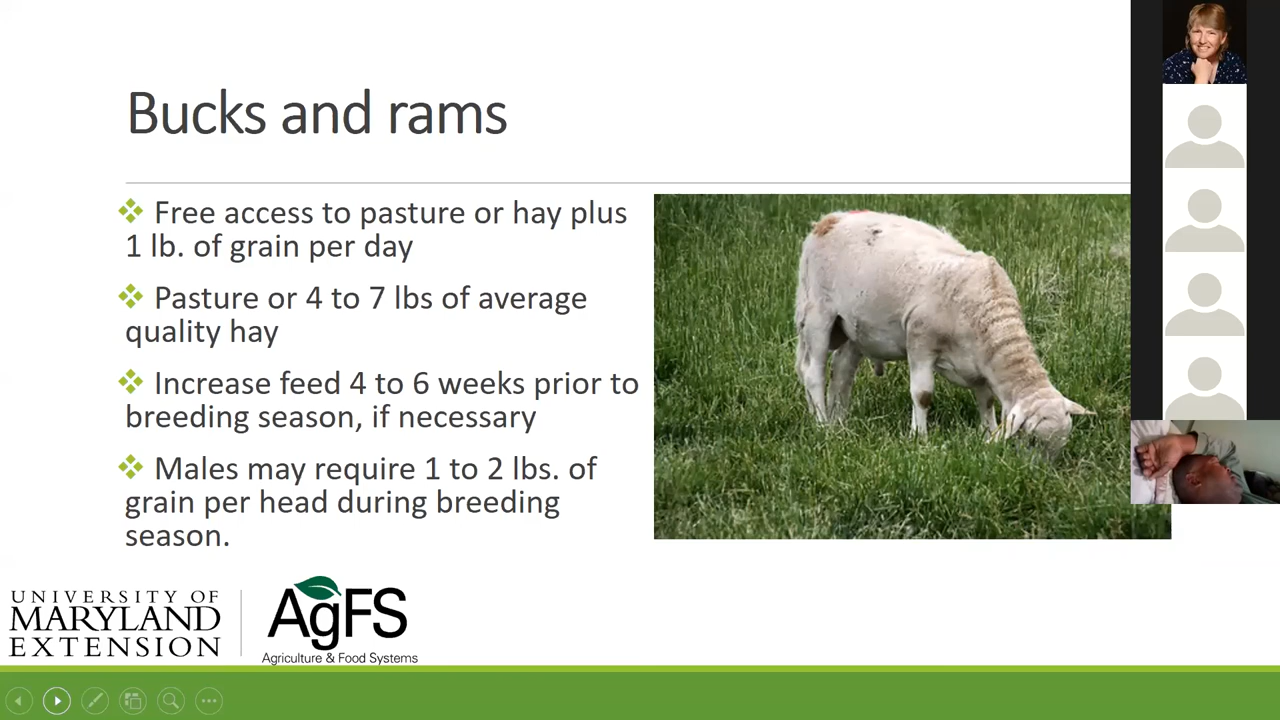 Bucks and rams
❖ Free access to pasture or hay plus
1 lb. of grain per day
❖ Pasture or 4 to 7 lbs of average
quality hay
❖ Increase feed 4 to 6 weeks prior to
breeding season, if necessary
❖ Males may require 1 to 2 lbs. of
grain per head during breeding
season.
UNIVERSITY OF
MARYLAND
EXTENSION
AgFS
Agriculture & Food Systems